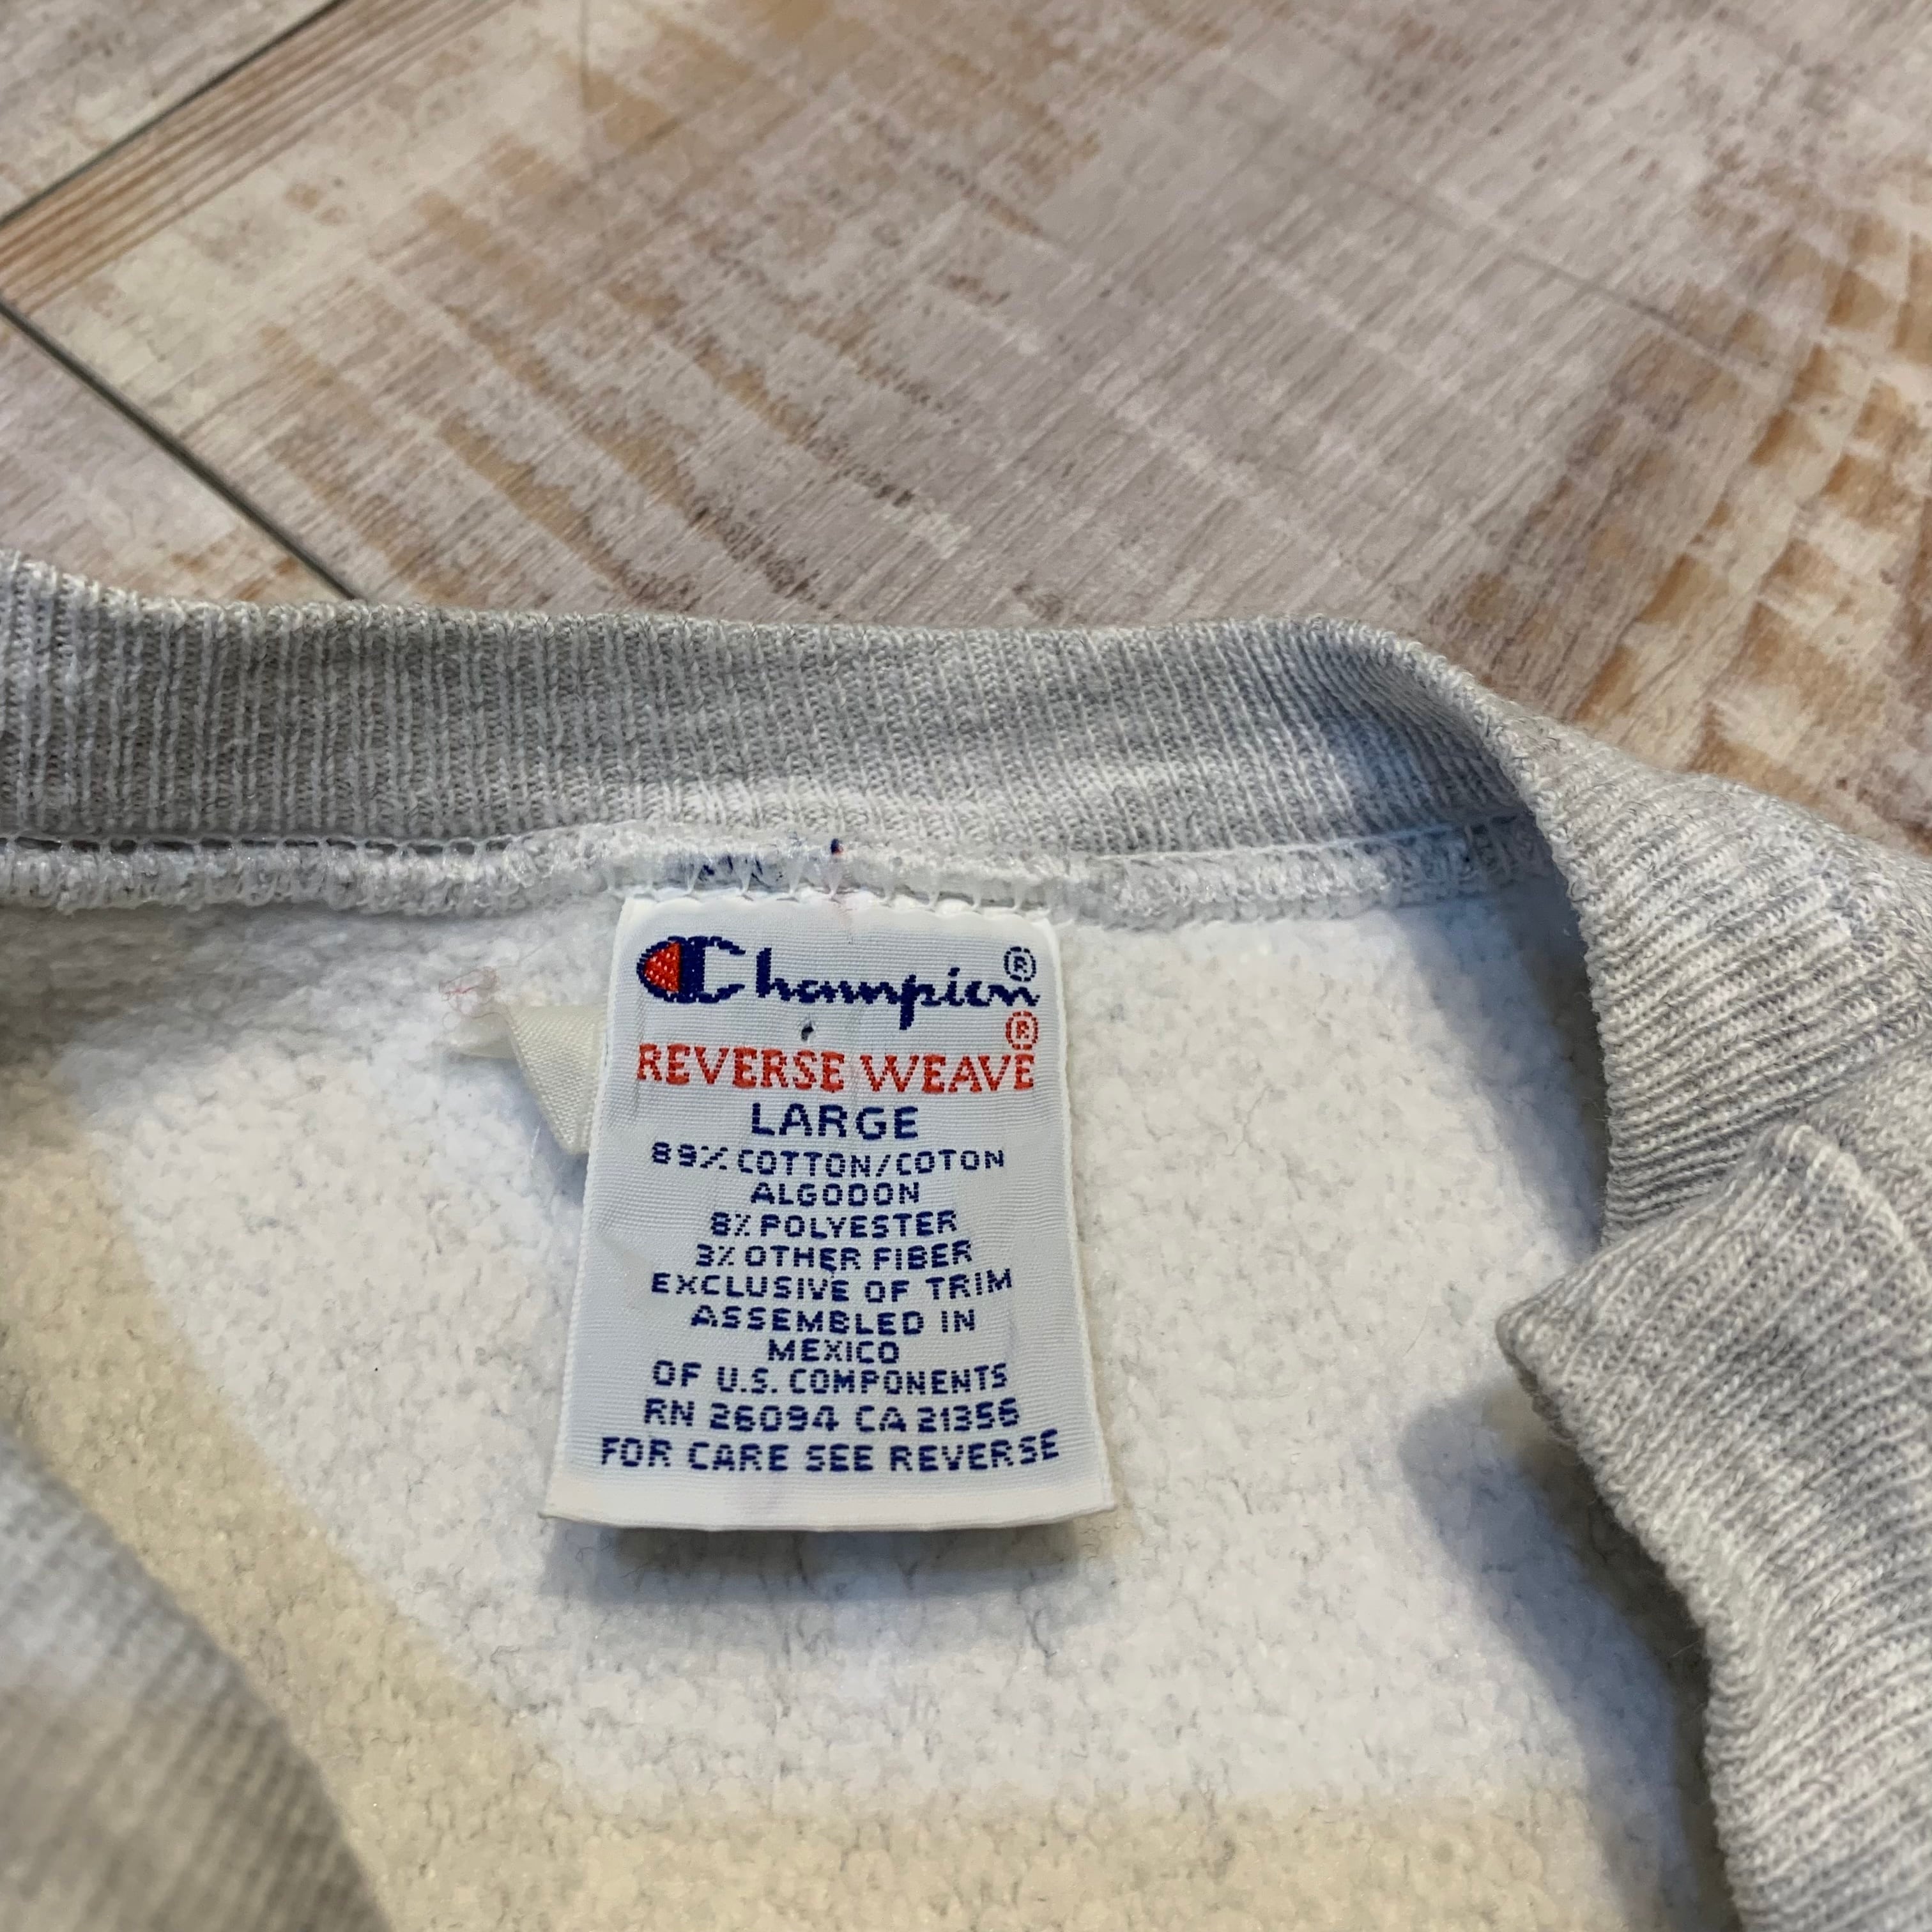 Champion®
®
REVERSE WEAVE
LARGE
89% COTTON/COTON
ALGODON
8% POLYESTER
3% OTHER FIBER
EXCLUSIVE OF TRIM
ASSEMBLED IN
MEXICO
OF U.S. COMPONENTS
RN 26094 CA 21356
FOR CARE SEE REVERSE